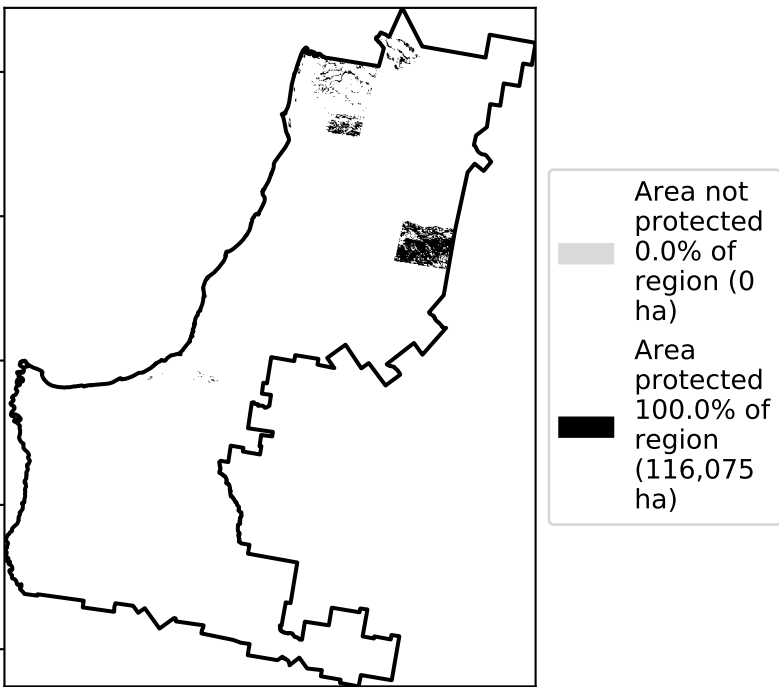 Area not
protected
0.0% of
region (0
ha)
Area
protected
100.0% of
region
(116,075
ha)